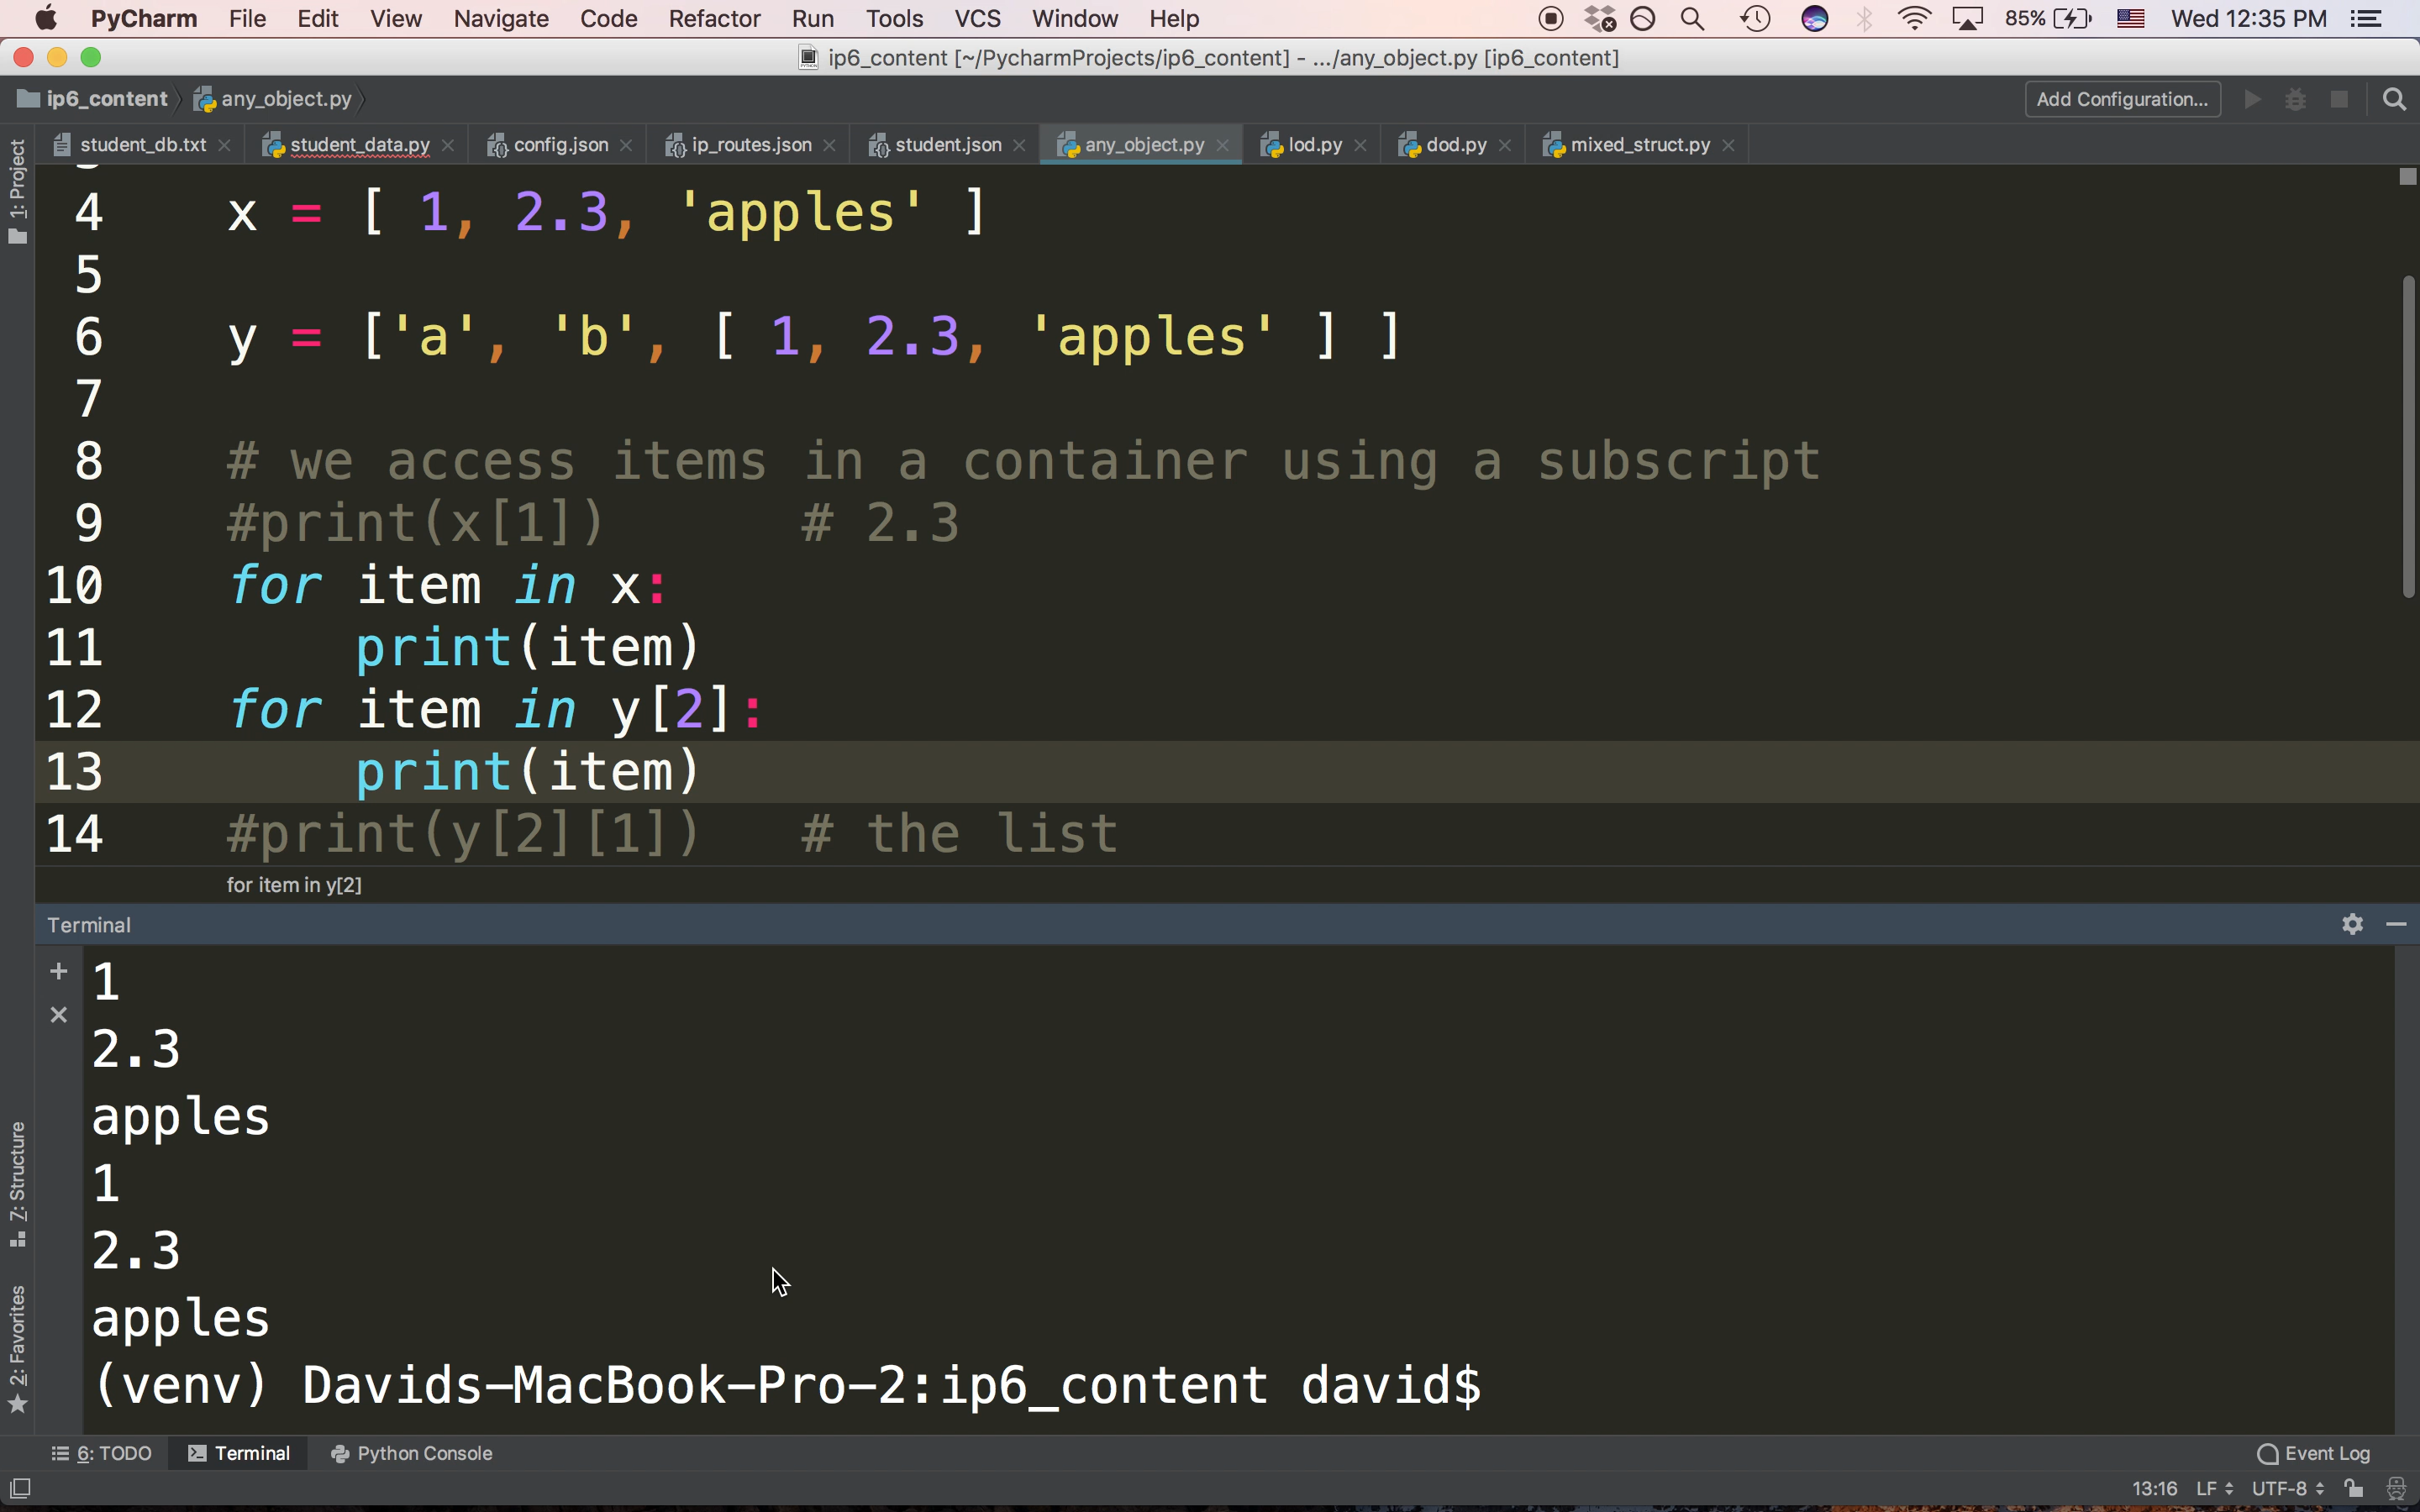 PyCharm File Edit View Navigate Code Refactor Run Tools VCS Window Help 85% Wed 12:35 PM
ip6_content [~/PycharmProjects/ip6_content] - .../any_object.py [ip6_content]
ip6_content any_object.py Add Configuration...
student_db.txt student_data.py config.json ip_routes.json student.json any_object.py lod.py dod.py mixed_struct.py
1: Project
4 x = [ 1, 2.3, 'apples' ]
5
6 y = ['a', 'b', [ 1, 2.3, 'apples' ] ]
7
8 # we access items in a container using a subscript
9 #print(x[1]) # 2.3
10 for item in x:
11 print(item)
12 for item in y[2]:
13 print(item)
14 #print(y[2][1]) # the list
for item in y[2]
Terminal
1
2.3
apples
1
2.3
apples
(venv) Davids-MacBook-Pro-2:ip6_content david$
7: Structure
2: Favorites
6: TODO Terminal Python Console Event Log
13:16 LF UTF-8